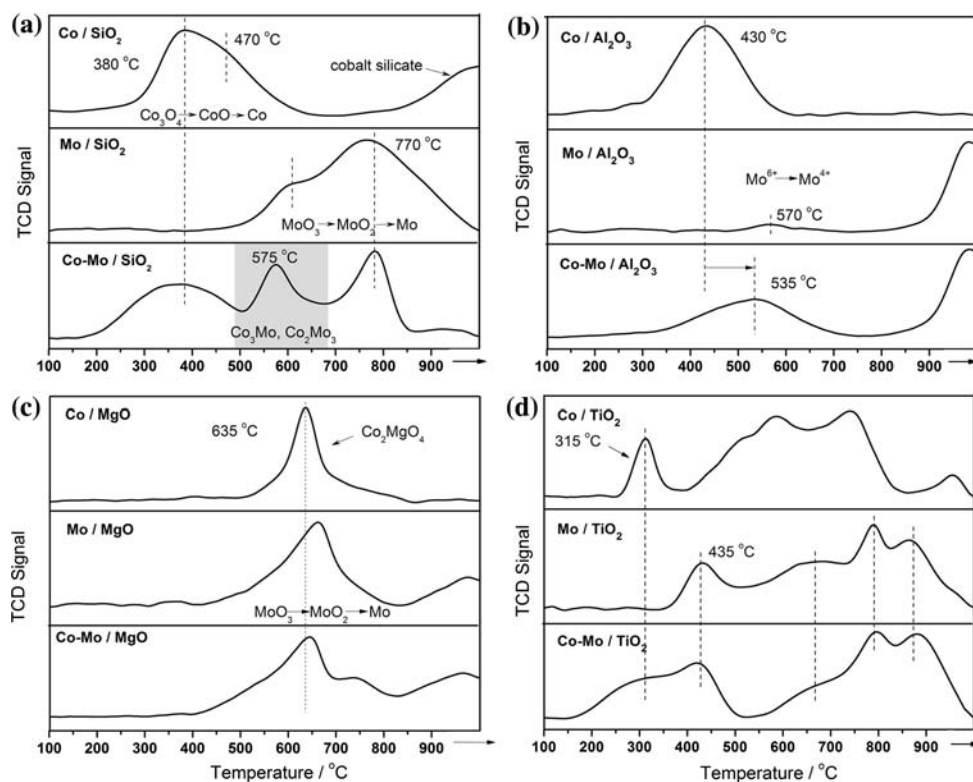 (a)
Co / SiO₂
470 °C
380 °C
cobalt silicate
Co₃O₄→CoO→Co
Mo / SiO₂
770 °C
MoO₃→MoO₂→Mo
Co-Mo / SiO₂
575 °C
Co₃Mo, Co₂Mo₃
TCD Signal
100 200 300 400 500 600 700 800 900
(b)
Co / Al₂O₃
430 °C
Mo / Al₂O₃
Mo⁶⁺→Mo⁴⁺
570 °C
Co-Mo / Al₂O₃
535 °C
TCD Signal
100 200 300 400 500 600 700 800 900
(c)
Co / MgO
635 °C
Co₂MgO₄
Mo / MgO
MoO₃→MoO₂→Mo
Co-Mo / MgO
TCD Signal
100 200 300 400 500 600 700 800 900
Temperature / °C
(d)
Co / TiO₂
315 °C
Mo / TiO₂
435 °C
Co-Mo / TiO₂
TCD Signal
100 200 300 400 500 600 700 800 900
Temperature / °C